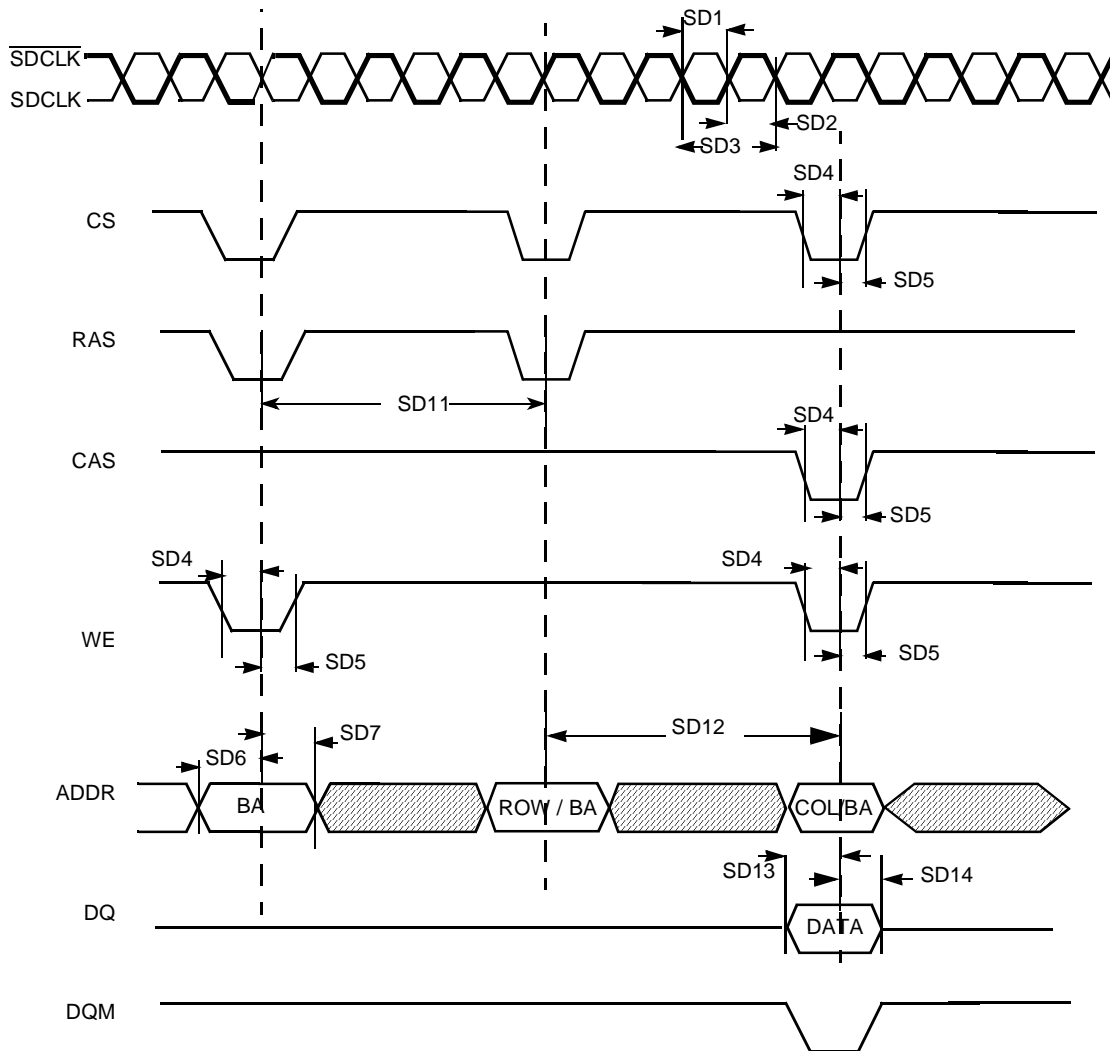 SD1
SDCLK
SDCLK
SD2
SD3
SD4
CS
SD5
RAS
SD11
SD4
CAS
SD5
SD4
SD4
WE
SD5
SD5
SD12
SD7
SD6
ADDR
BA
ROW / BA
COL/BA
SD13
SD14
DQ
DATA
DQM